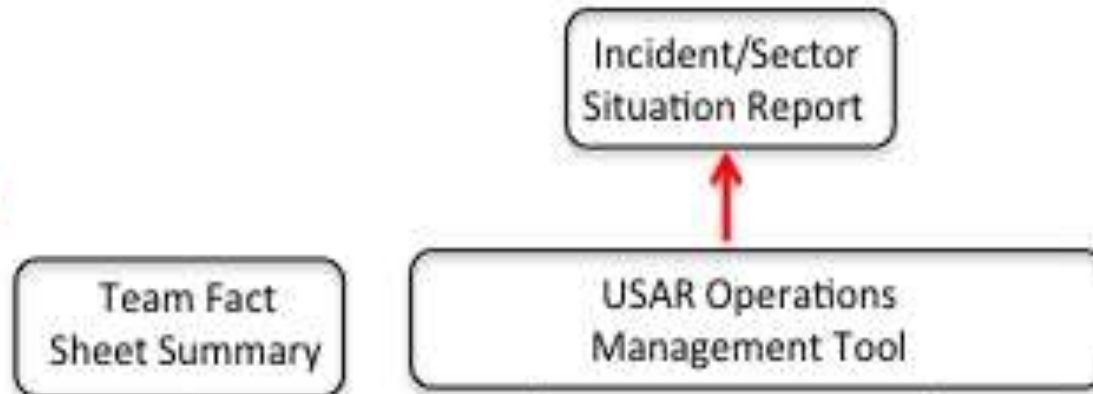 Incident/Sector
Situation Report
Team Fact
Sheet Summary
USAR Operations
Management Tool